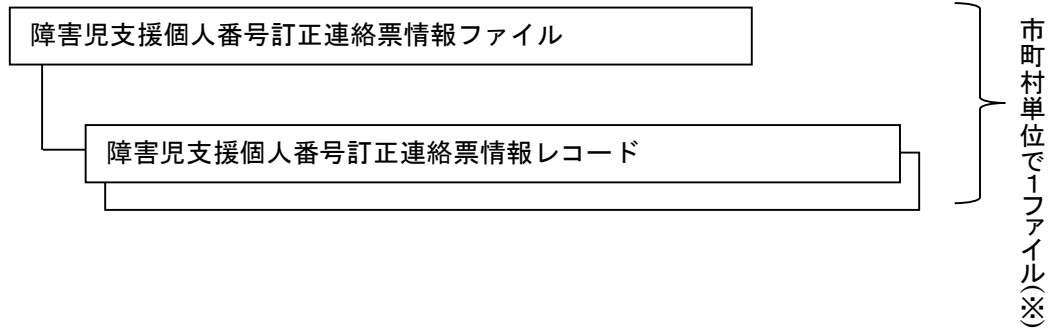 障害児支援個人番号訂正連絡票情報ファイル
障害児支援個人番号訂正連絡票情報レコード
市町村単位で1ファイル(※)